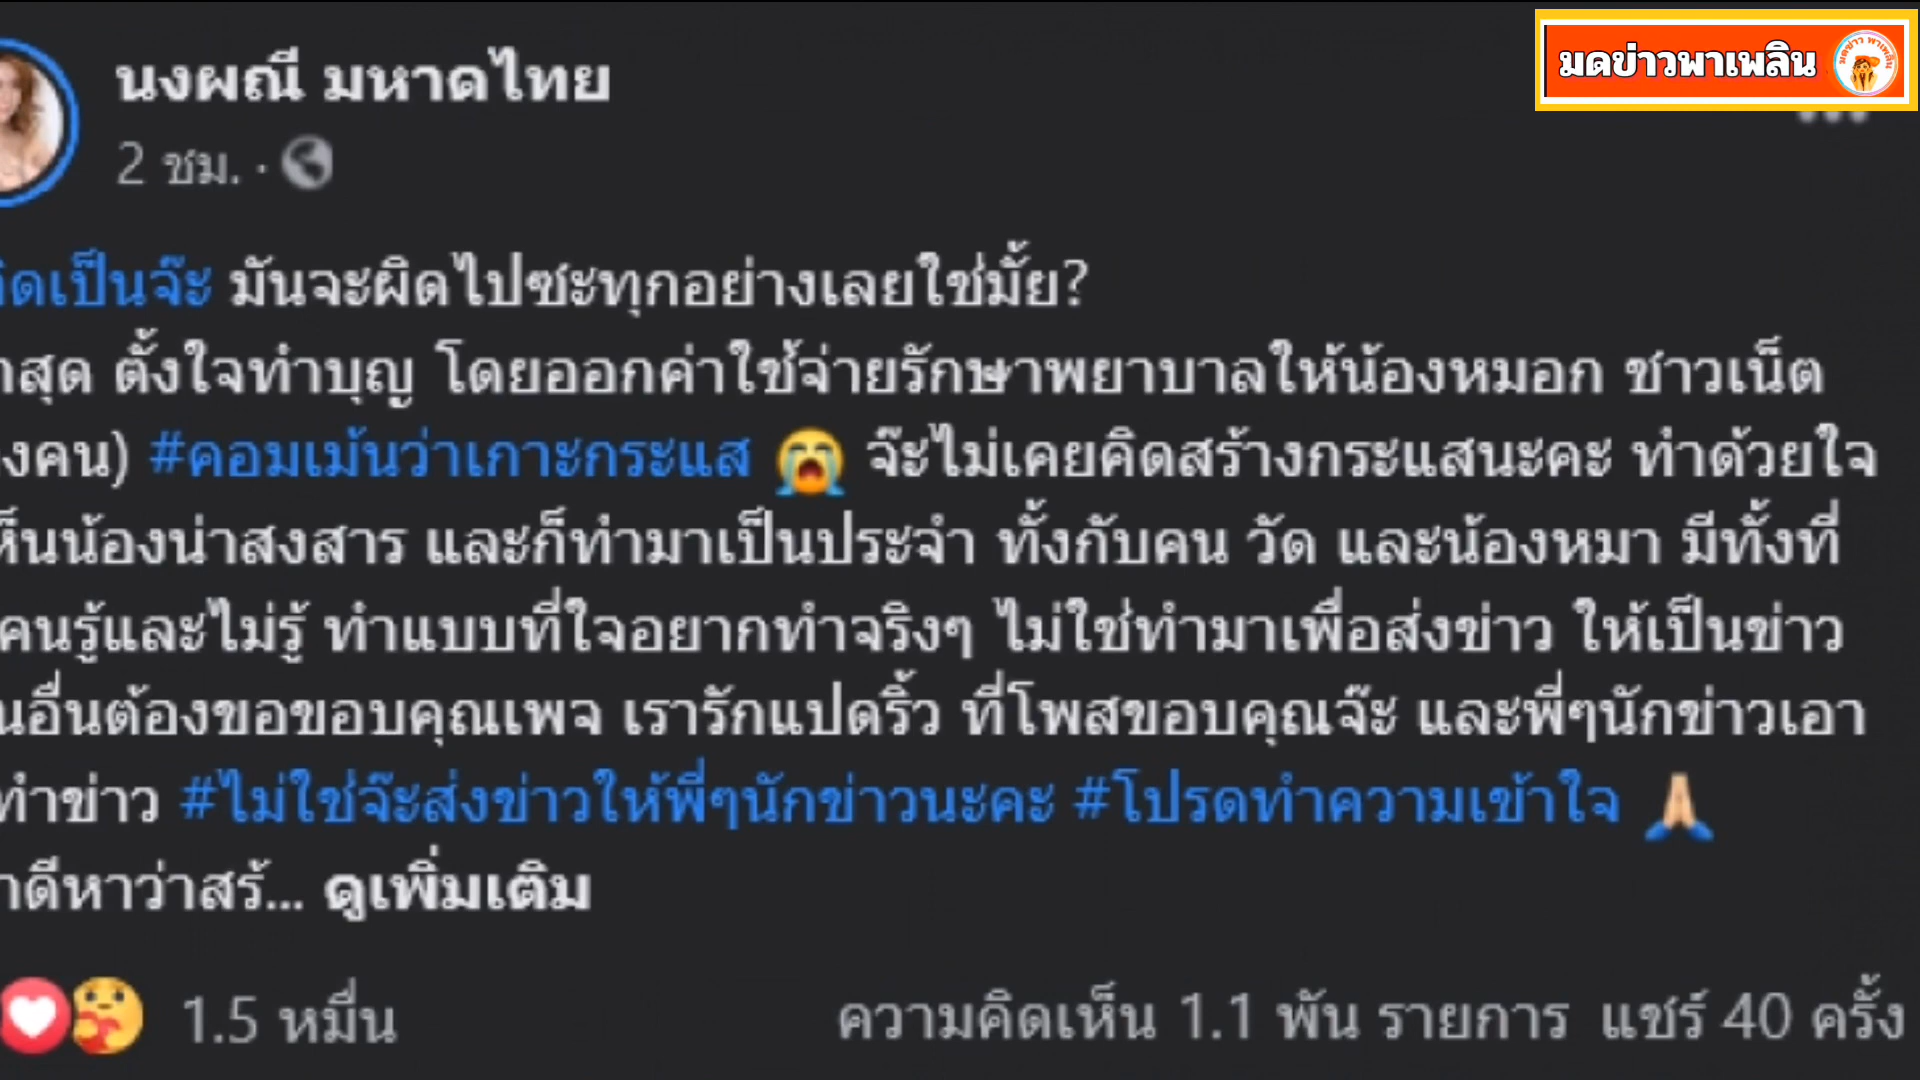 นงผณี มหาดไทย
มดข่าวพาเพลิน
2 ชม. ·
ิดเป็นจ๊ะ มันจะผิดไปซะทุกอย่างเลยใช่มั้ย?
าสุด ตั้งใจทำบุญ โดยออกค่าใช้จ่ายรักษาพยาบาลให้น้องหมอก ชาวเน็ต
งคน) #คอมเม้นว่าเกาะกระแส 😭 จ๊ะไม่เคยคิดสร้างกระแสนะคะ ทำด้วยใจ
ห็นน้องน่าสงสาร และก็ทำมาเป็นประจำ ทั้งกับคน วัด และน้องหมา มีทั้งที่
คนรู้และไม่รู้ ทำแบบที่ใจอยากทำจริงๆ ไม่ใช่ทำมาเพื่อส่งข่าว ให้เป็นข่าว
นอื่นต้องขอขอบคุณเพจ เรารักแปดริ้ว ที่โพสขอบคุณจ๊ะ และพี่ๆนักข่าวเอา
ทำข่าว #ไม่ใช่จ๊ะส่งข่าวให้พี่ๆนักข่าวนะคะ #โปรดทำความเข้าใจ 🙏🏼
าดีหาว่าสร้... ดูเพิ่มเติม
1.5 หมื่น ความคิดเห็น 1.1 พัน รายการ แชร์ 40 ครั้ง